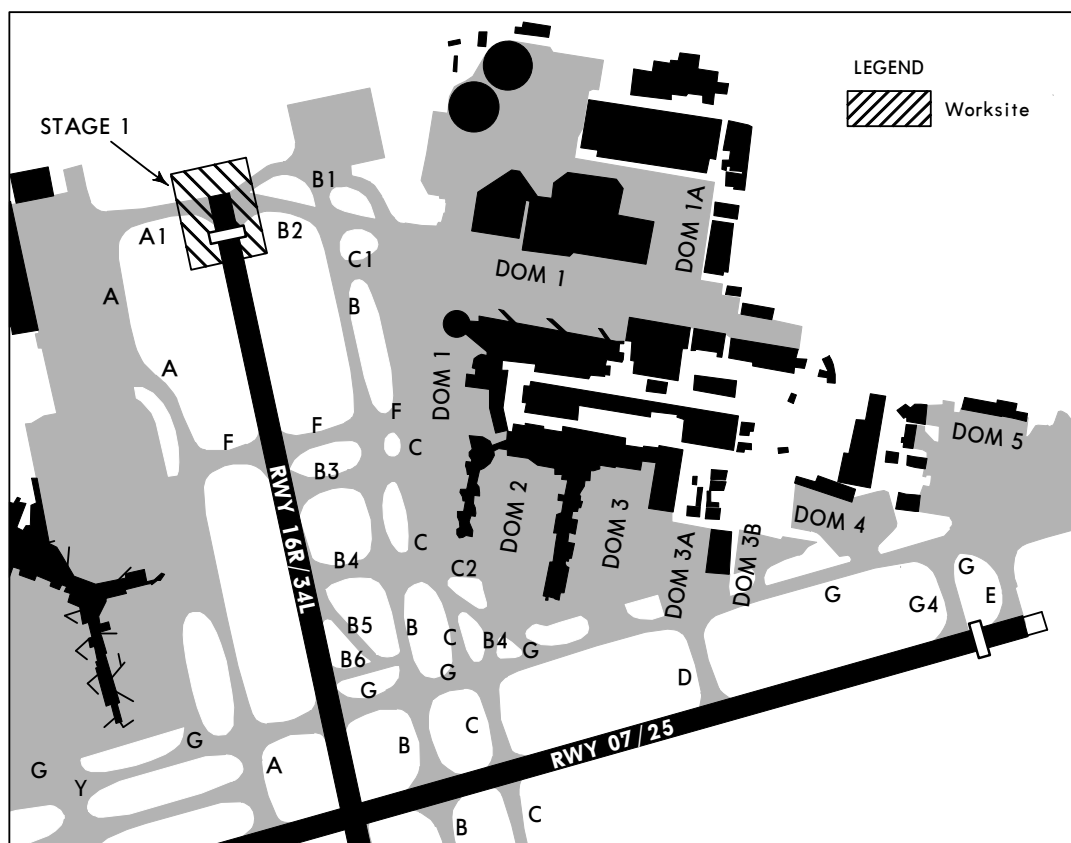 LEGEND
Worksite
STAGE 1
B1
DOM 1A
A1
B2
C1
DOM 1
A
B
A
DOM 1
F
F
F
C
B3
DOM 5
RWY 16R/34L
DOM 2
DOM 3
DOM 4
C
B4
C2
DOM 3A
DOM 3B
G
G
E
G4
B5
B
C
B4
G
B6
G
G
D
C
G
B
RWY 07/25
G
A
Y
B
C